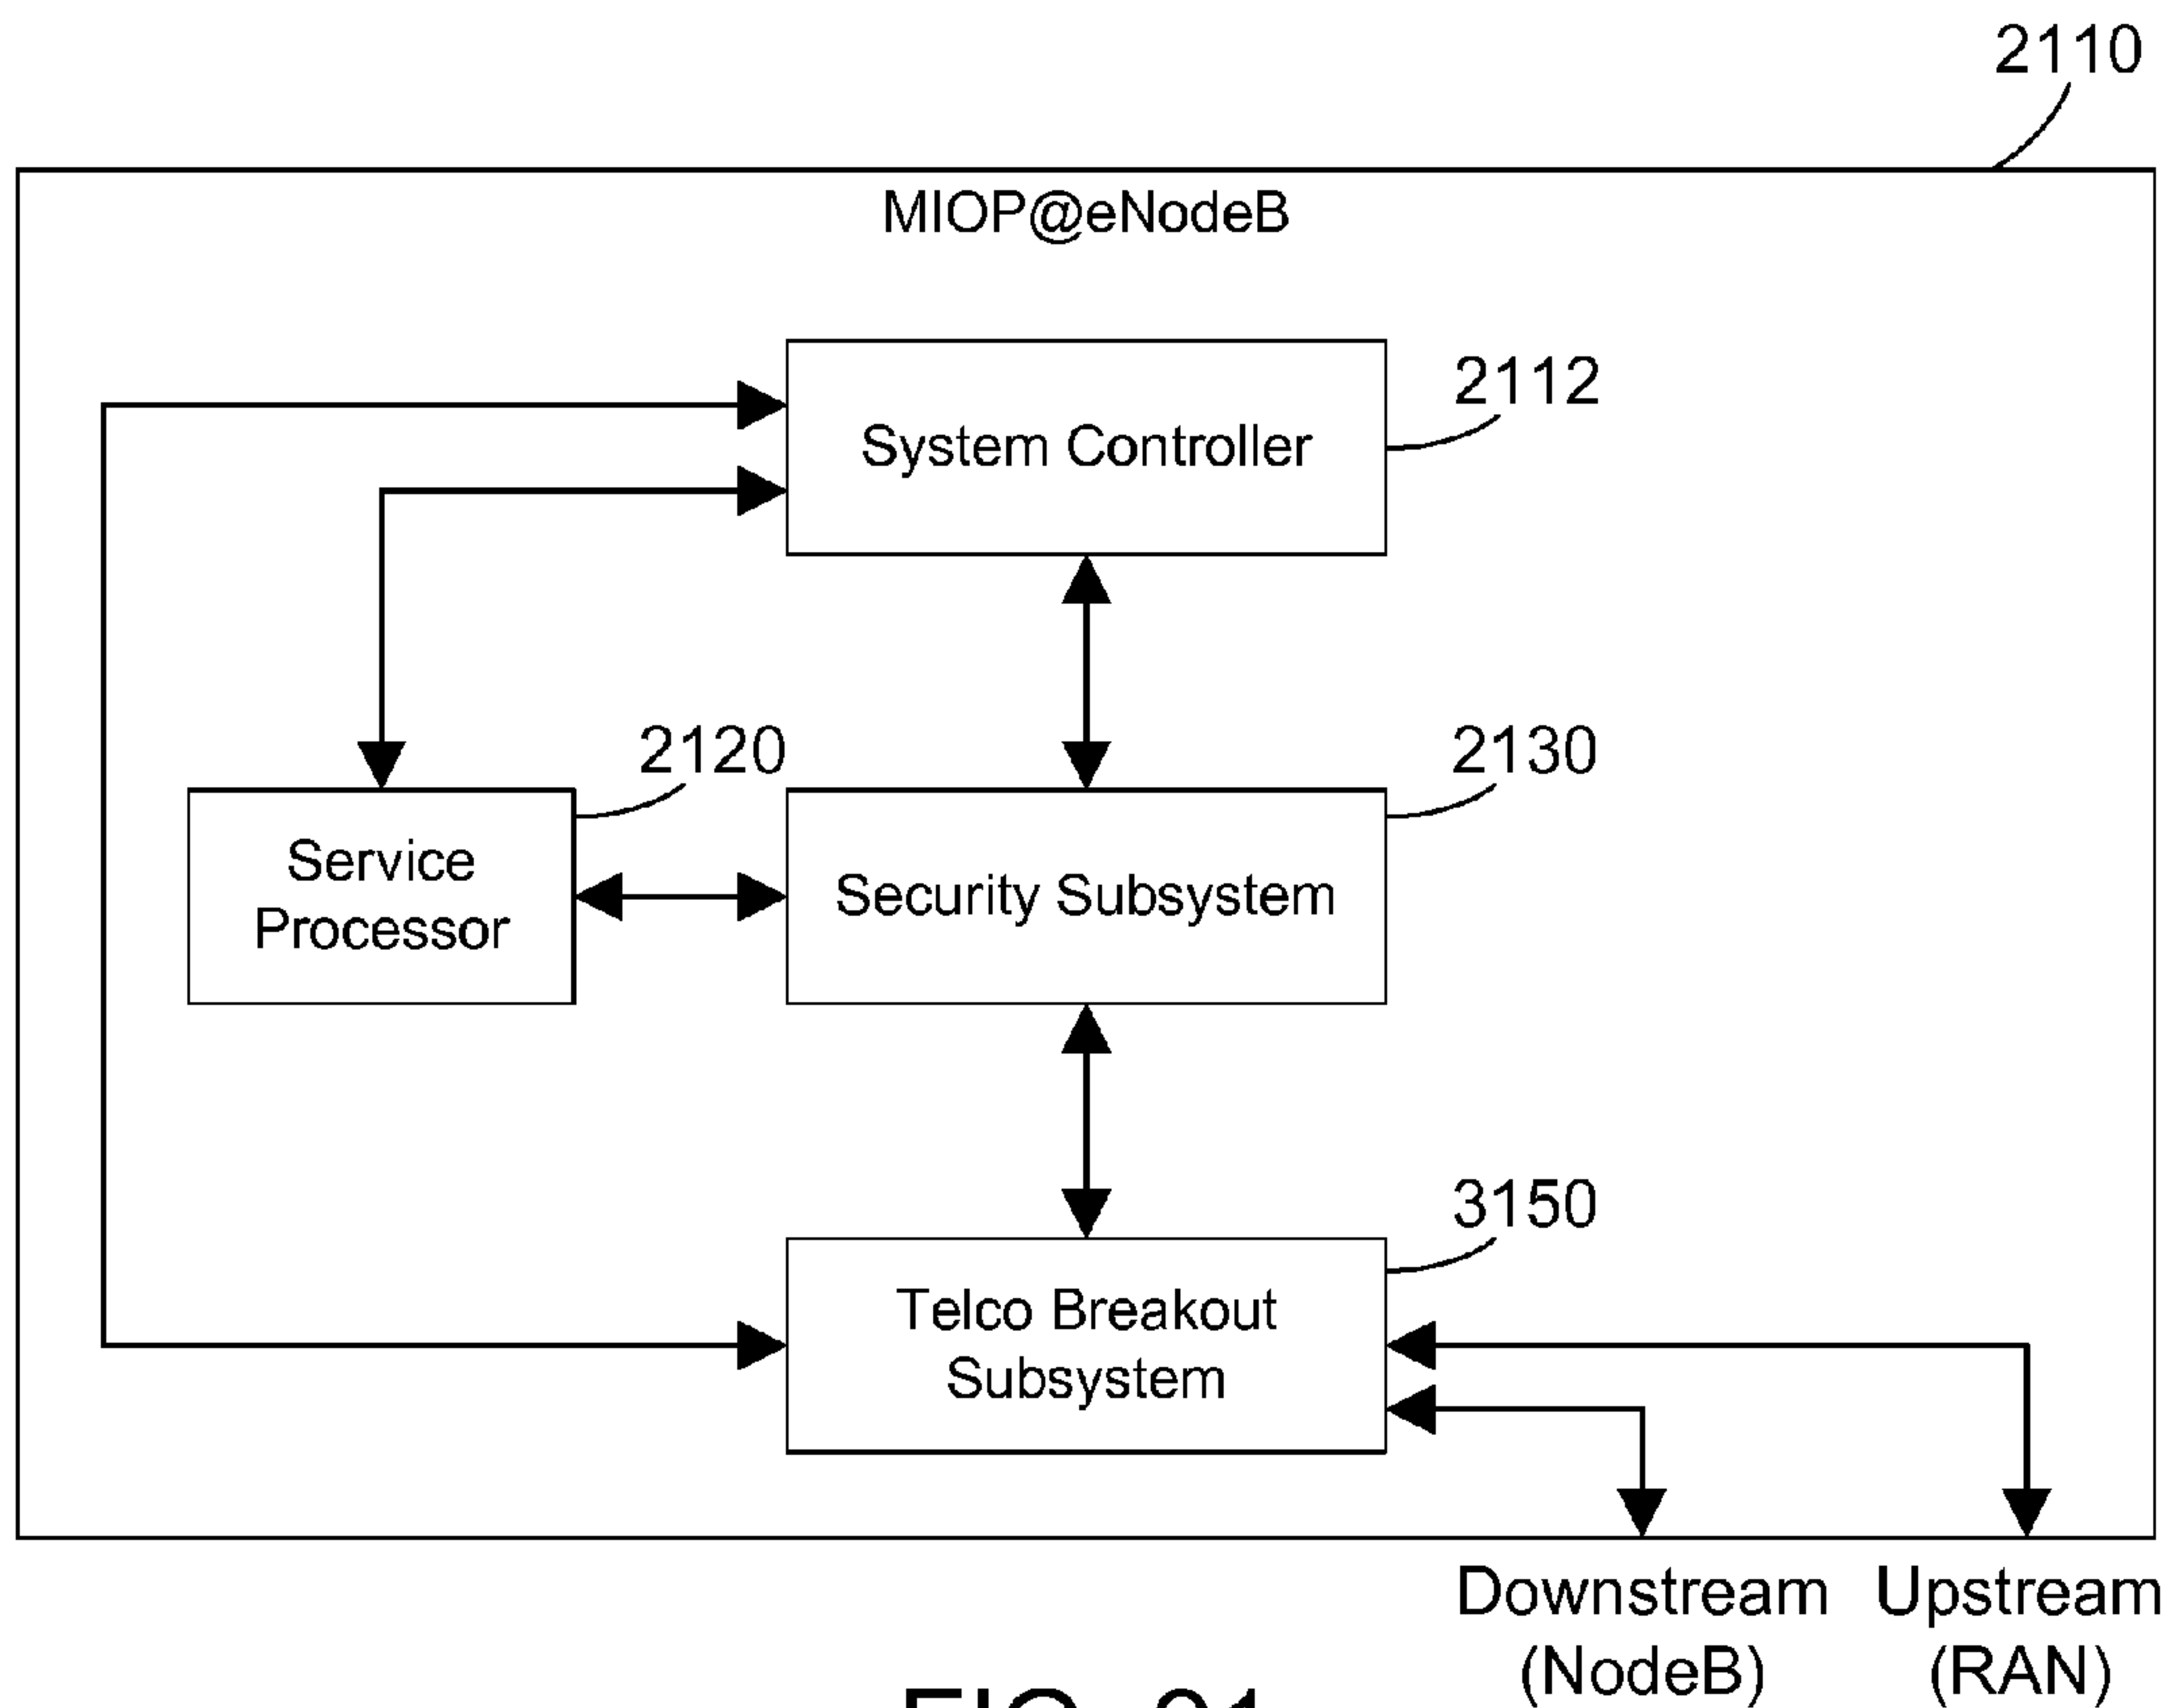 2110
MIOP@eNodeB
System Controller
2112
2120
2130
Service
Processor
Security Subsystem
3150
Telco Breakout
Subsystem
Downstream
(NodeB)
Upstream
(RAN)